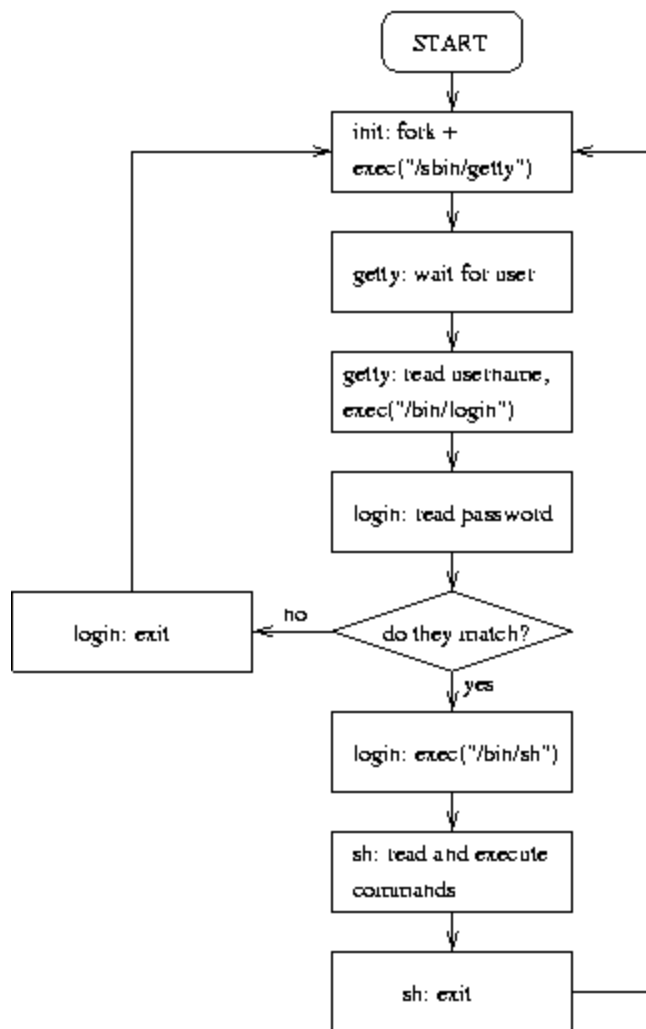 START
init: fork +
exec("/sbin/getty")
getty: wait for user
getty: read username,
exec("/bin/login")
login: read password
do they match?
no
login: exit
yes
login: exec("/bin/sh")
sh: read and execute
commands
sh: exit